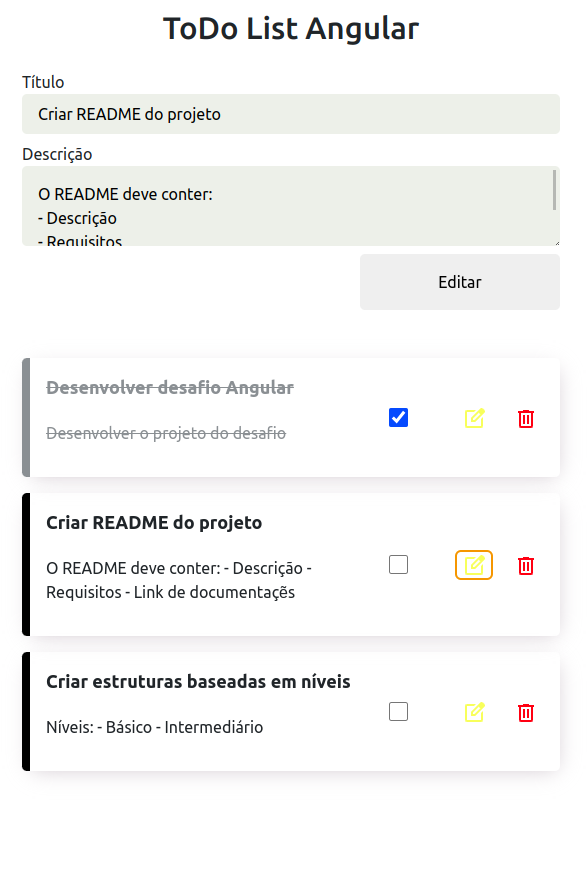 ToDo List Angular
Título
Criar README do projeto
Descrição
O README deve conter:
- Descrição
- Requisitos
Editar
Desenvolver desafio Angular
Desenvolver o projeto do desafio
Criar README do projeto
O README deve conter: - Descrição -
Requisitos - Link de documentaçẽs
Criar estruturas baseadas em níveis
Níveis: - Básico - Intermediário